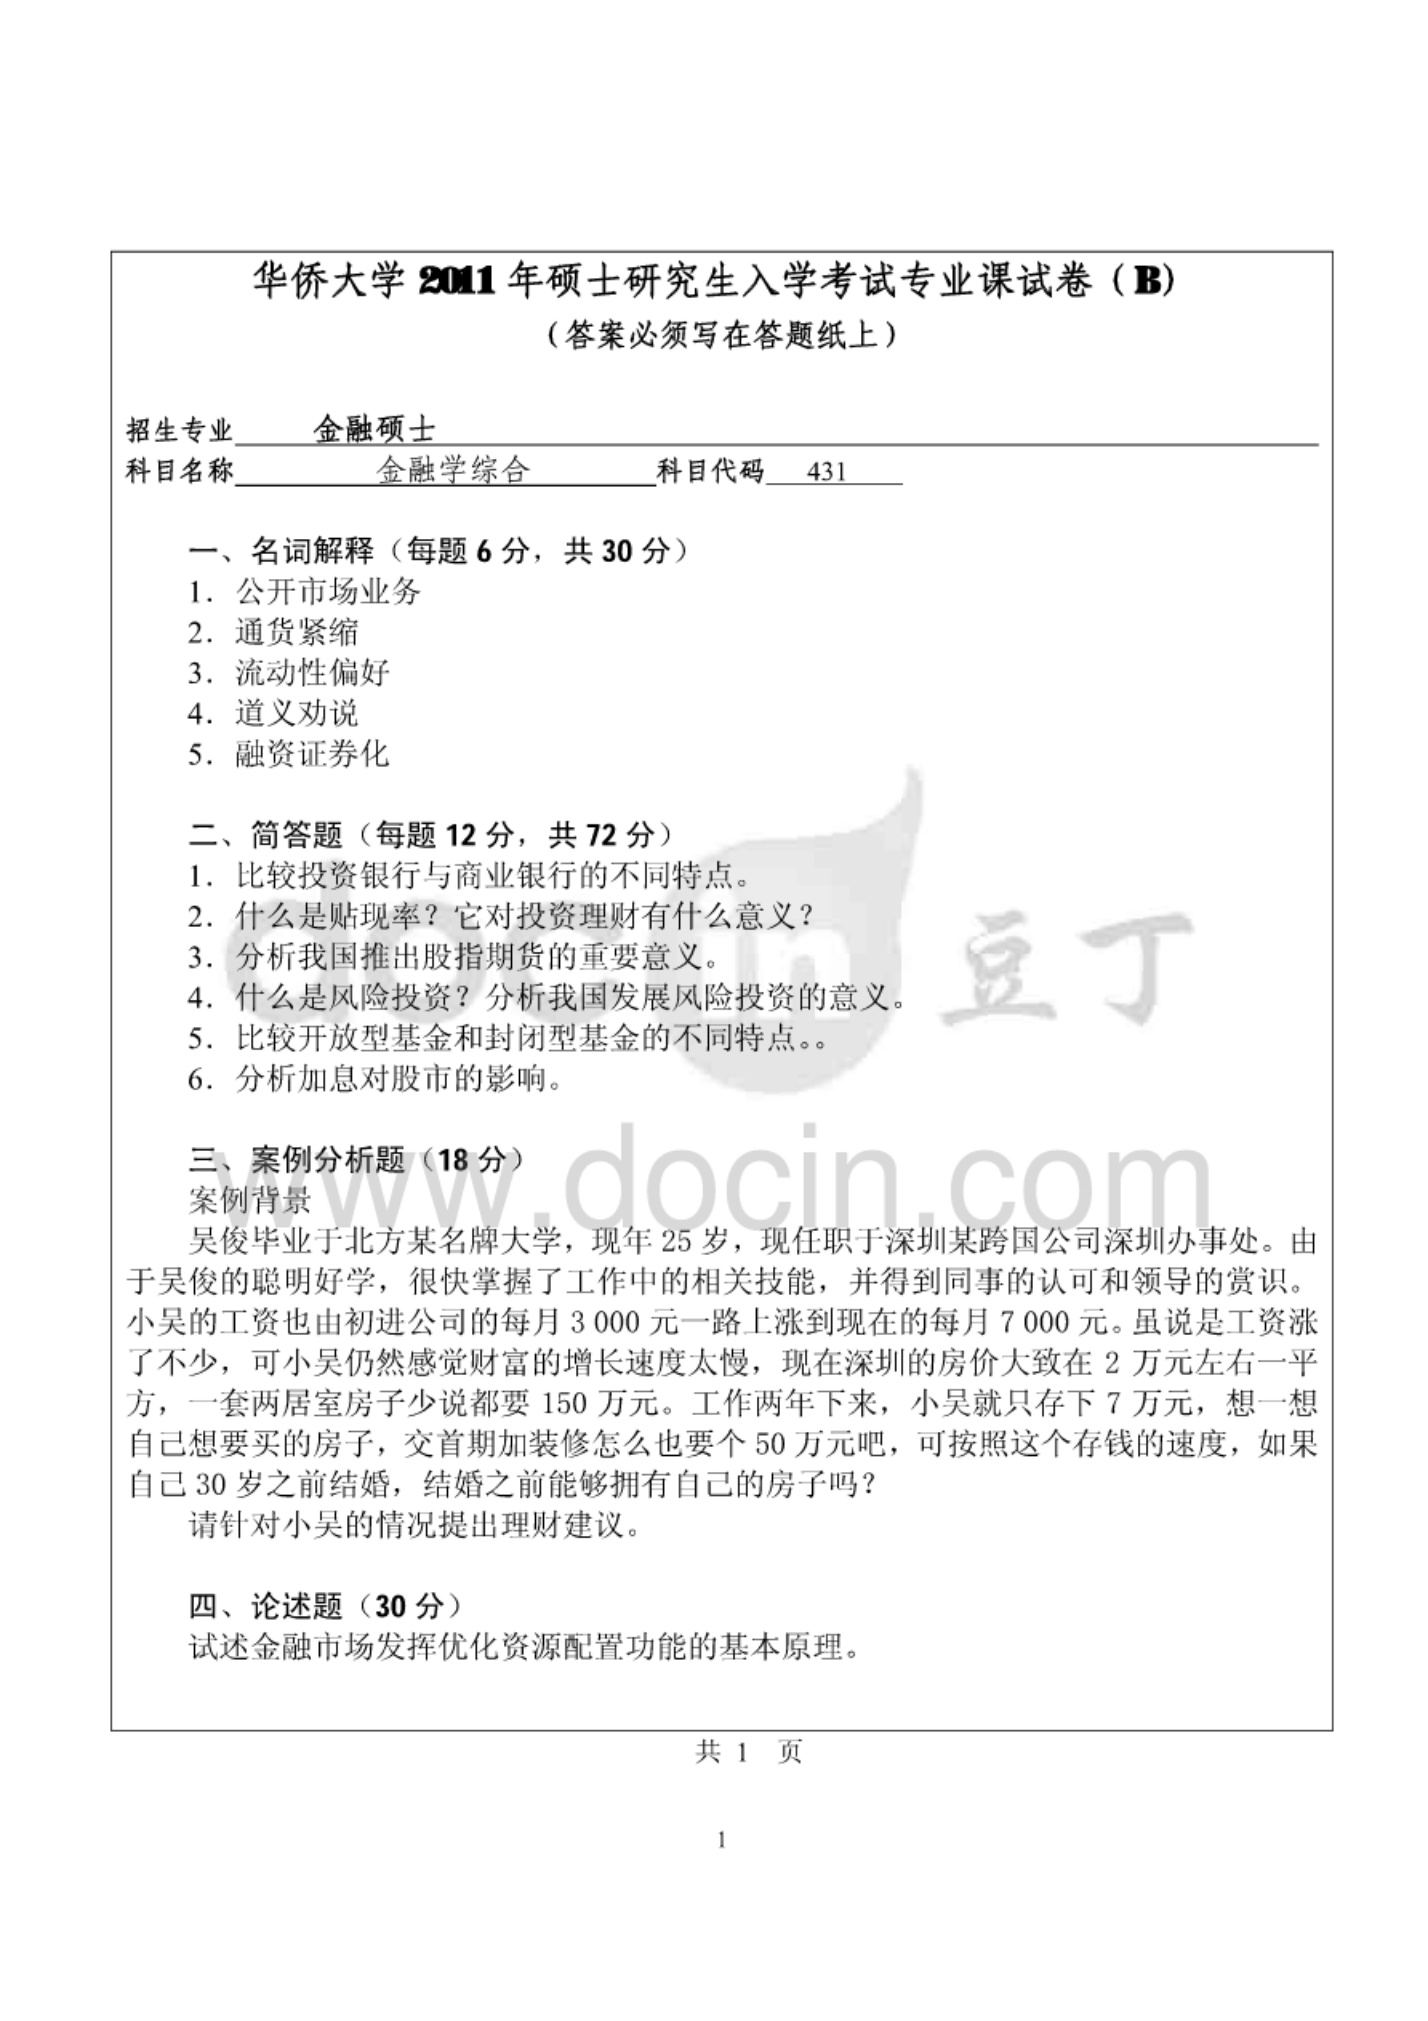 华侨大学 2011 年硕士研究生入学考试专业课试卷（B）
（答案必须写在答题纸上）
招生专业 金融硕士
科目名称 金融学综合 科目代码 431
一、名词解释（每题 6 分，共 30 分）
1．公开市场业务
2．通货紧缩
3．流动性偏好
4．道义劝说
5．融资证券化
二、简答题（每题 12 分，共 72 分）
1．比较投资银行与商业银行的不同特点。
2．什么是贴现率？它对投资理财有什么意义？
3．分析我国推出股指期货的重要意义。
4．什么是风险投资？分析我国发展风险投资的意义。
5．比较开放型基金和封闭型基金的不同特点。。
6．分析加息对股市的影响。
docin 豆丁
www.docin.com
三、案例分析题（18 分）
案例背景
吴俊毕业于北方某名牌大学，现年 25 岁，现任职于深圳某跨国公司深圳办事处。由
于吴俊的聪明好学，很快掌握了工作中的相关技能，并得到同事的认可和领导的赏识。
小吴的工资也由初进公司的每月 3 000 元一路上涨到现在的每月 7 000 元。虽说是工资涨
了不少，可小吴仍然感觉财富的增长速度太慢，现在深圳的房价大致在 2 万元左右一平
方，一套两居室房子少说都要 150 万元。工作两年下来，小吴就只存下 7 万元，想一想
自己想要买的房子，交首期加装修怎么也要个 50 万元吧，可按照这个存钱的速度，如果
自己 30 岁之前结婚，结婚之前能够拥有自己的房子吗？
请针对小吴的情况提出理财建议。
四、论述题（30 分）
试述金融市场发挥优化资源配置功能的基本原理。
共 1 页
1